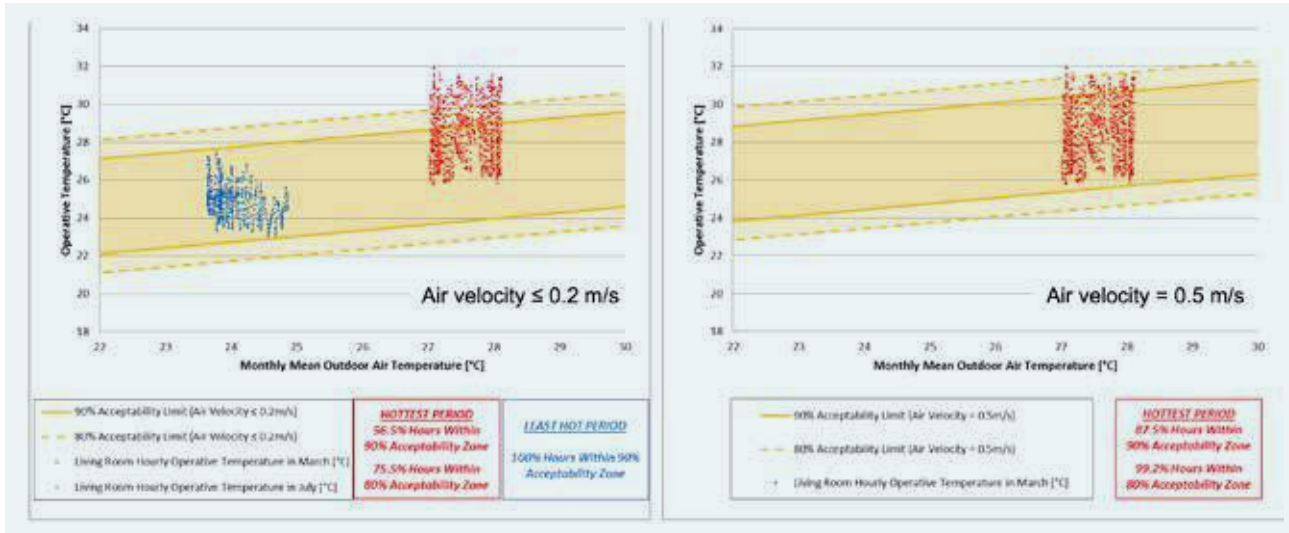 34
32
30
28
26
24
22
20
18
Operative Temperature [°C]
Air velocity ≤ 0.2 m/s
22 23 24 25 26 27 28 29 30
Monthly Mean Outdoor Air Temperature [°C]
90% Acceptability Limit (Air Velocity ≤ 0.2m/s)
80% Acceptability Limit (Air Velocity ≤ 0.2m/s)
Living Room Hourly Operative Temperature in March [°C]
Living Room Hourly Operative Temperature in July [°C]
HOTTEST PERIOD
56.5% Hours Within
90% Acceptability Zone
75.5% Hours Within
80% Acceptability Zone
LEAST HOT PERIOD
100% Hours Within 90%
Acceptability Zone
34
32
30
28
26
24
22
20
18
Operative Temperature [°C]
Air velocity = 0.5 m/s
22 23 24 25 26 27 28 29 30
Monthly Mean Outdoor Air Temperature [°C]
90% Acceptability Limit (Air Velocity = 0.5m/s)
80% Acceptability Limit (Air Velocity = 0.5m/s)
Living Room Hourly Operative Temperature in March [°C]
HOTTEST PERIOD
87.5% Hours Within
90% Acceptability Zone
99.2% Hours Within
80% Acceptability Zone